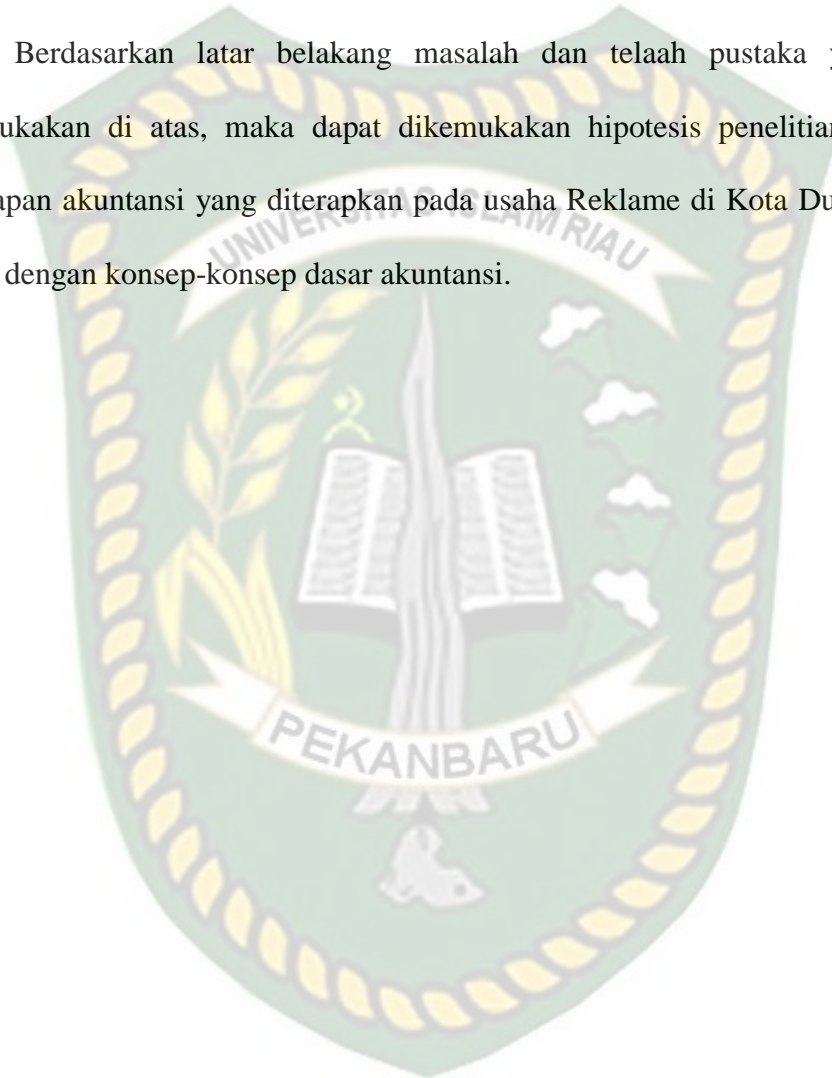 Berdasarkan latar belakang masalah dan telaah pustaka
ukakan di atas, maka dapat dikemukakan hipotesis penelitian
apan akuntansi yang diterapkan pada usaha Reklame di Kota Du
dengan konsep-konsep dasar akuntansi.
UNIVERSITAS ISLAM RIAU
PEKANBARU